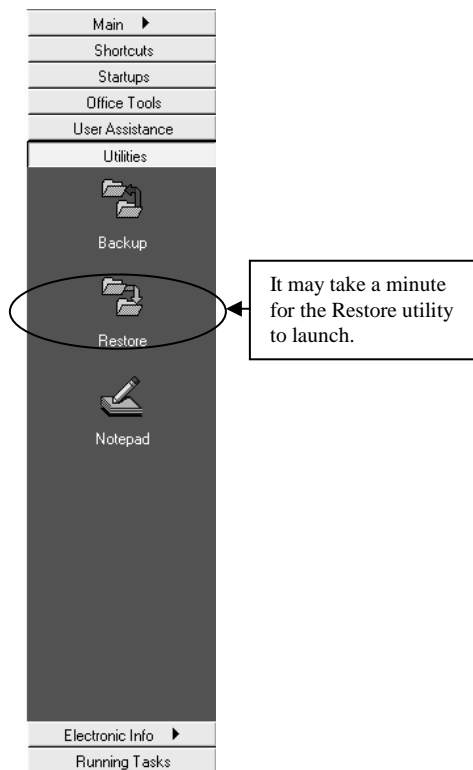 Main
Shortcuts
Startups
Office Tools
User Assistance
Utilities
Backup
It may take a minute
for the Restore utility
to launch.
Restore
Notepad
Electronic Info
Running Tasks